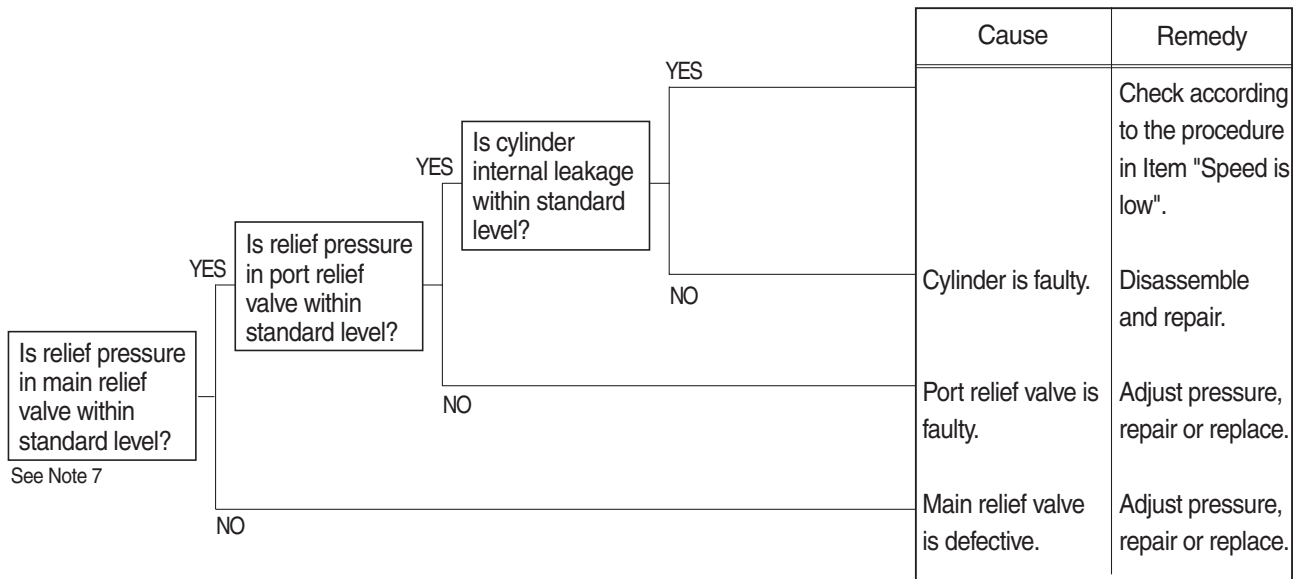 Cause
Remedy
YES
Check according
to the procedure
in Item "Speed is
low".
Is cylinder
internal leakage
within standard
level?
YES
NO
Cylinder is faulty.
Disassemble
and repair.
Is relief pressure
in port relief
valve within
standard level?
YES
NO
Port relief valve is
faulty.
Adjust pressure,
repair or replace.
Is relief pressure
in main relief
valve within
standard level?
See Note 7
NO
Main relief valve
is defective.
Adjust pressure,
repair or replace.